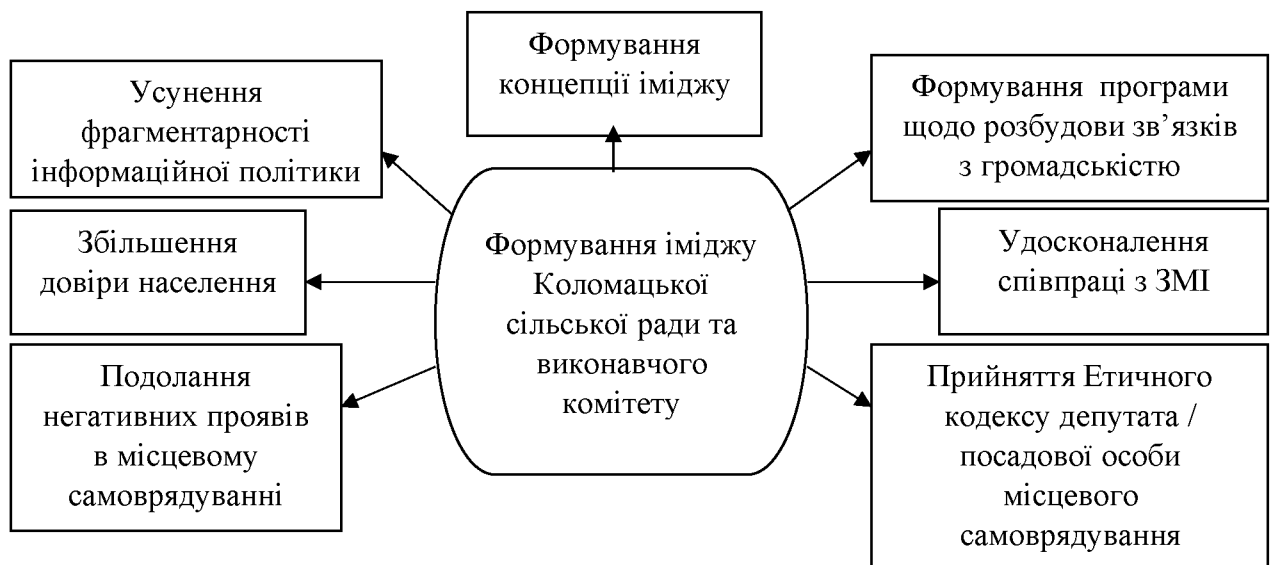 Формування
концепції іміджу
Усунення
фрагментарності
інформаційної політики
Формування програми
щодо розбудови зв’язків
з громадськістю
Збільшення
довіри населення
Формування іміджу
Коломацької
сільської ради та
виконавчого
комітету
Удосконалення
співпраці з ЗМІ
Подолання
негативних проявів
в місцевому
самоврядуванні
Прийняття Етичного
кодексу депутата /
посадової особи
місцевого
самоврядування